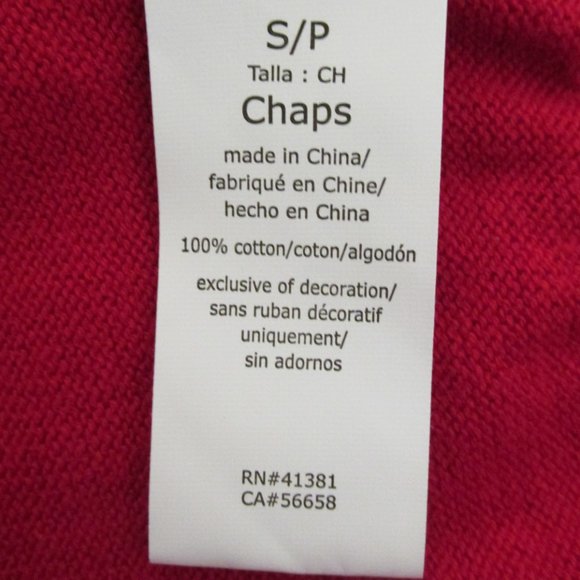 S/P
Talla : CH
Chaps
made in China/
fabriqué en Chine/
hecho en China
100% cotton/coton/algodón
exclusive of decoration/
sans ruban décoratif
uniquement/
sin adornos
RN#41381
CA#56658